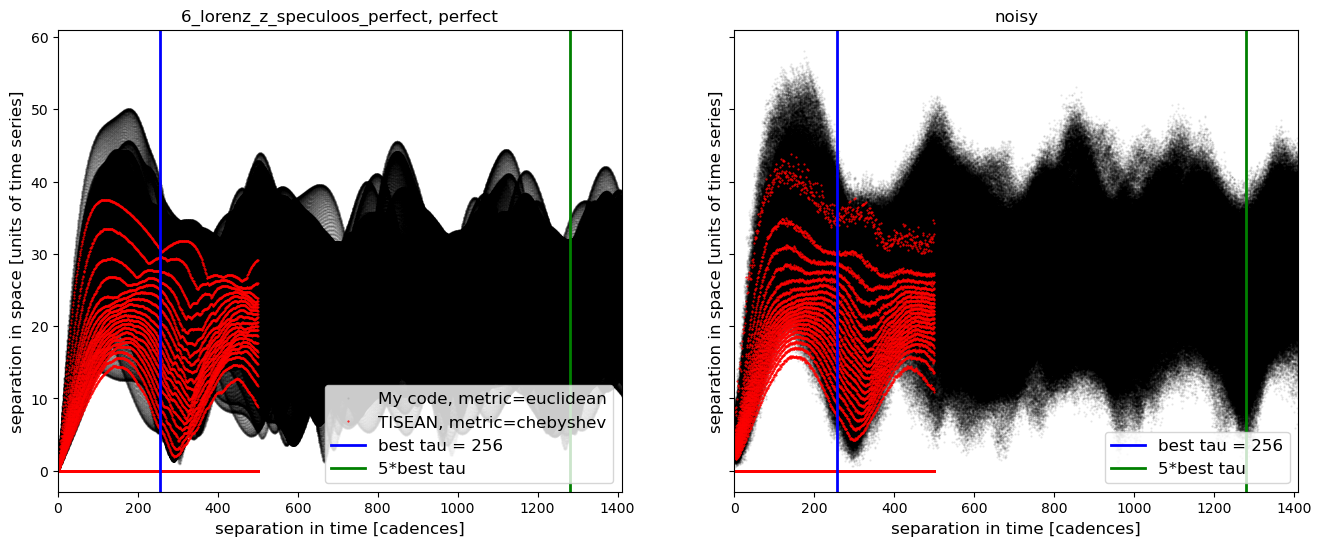 6_lorenz_z_speculoos_perfect, perfect
separation in space [units of time series]
60
50
40
30
20
10
0
My code, metric=euclidean
TISEAN, metric=chebyshev
best tau = 256
5*best tau
0 200 400 600 800 1000 1200 1400
separation in time [cadences]
noisy
separation in space [units of time series]
best tau = 256
5*best tau
0 200 400 600 800 1000 1200 1400
separation in time [cadences]